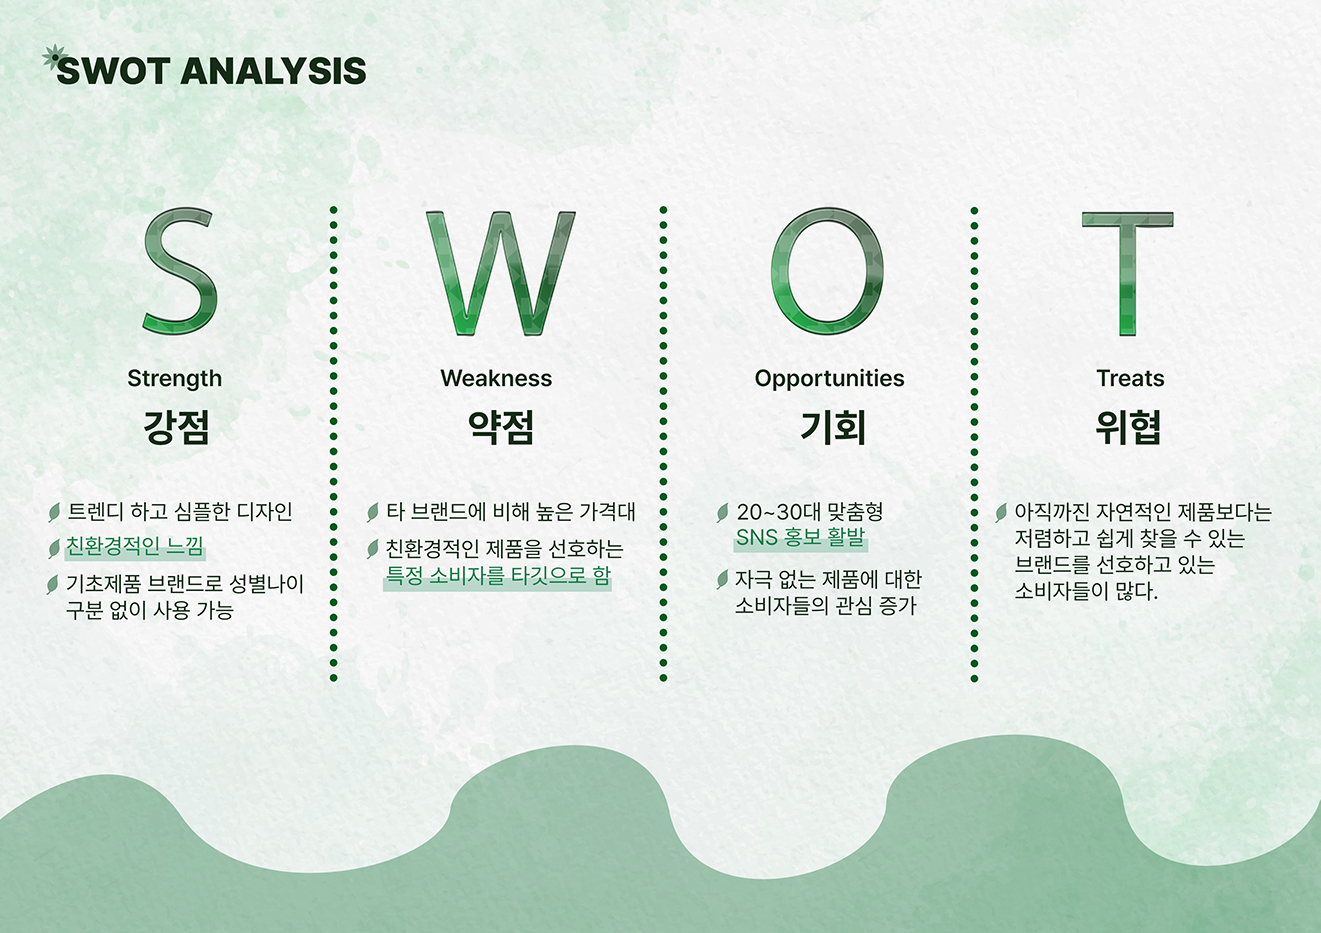 SWOT ANALYSIS
S
Strength
강점
트렌디 하고 심플한 디자인
친환경적인 느낌
기초제품 브랜드로 성별나이
구분 없이 사용 가능
W
Weakness
약점
타 브랜드에 비해 높은 가격대
친환경적인 제품을 선호하는
특정 소비자를 타깃으로 함
O
Opportunities
기회
20~30대 맞춤형
SNS 홍보 활발
자극 없는 제품에 대한
소비자들의 관심 증가
T
Treats
위협
아직까진 자연적인 제품보다는
저렴하고 쉽게 찾을 수 있는
브랜드를 선호하고 있는
소비자들이 많다.